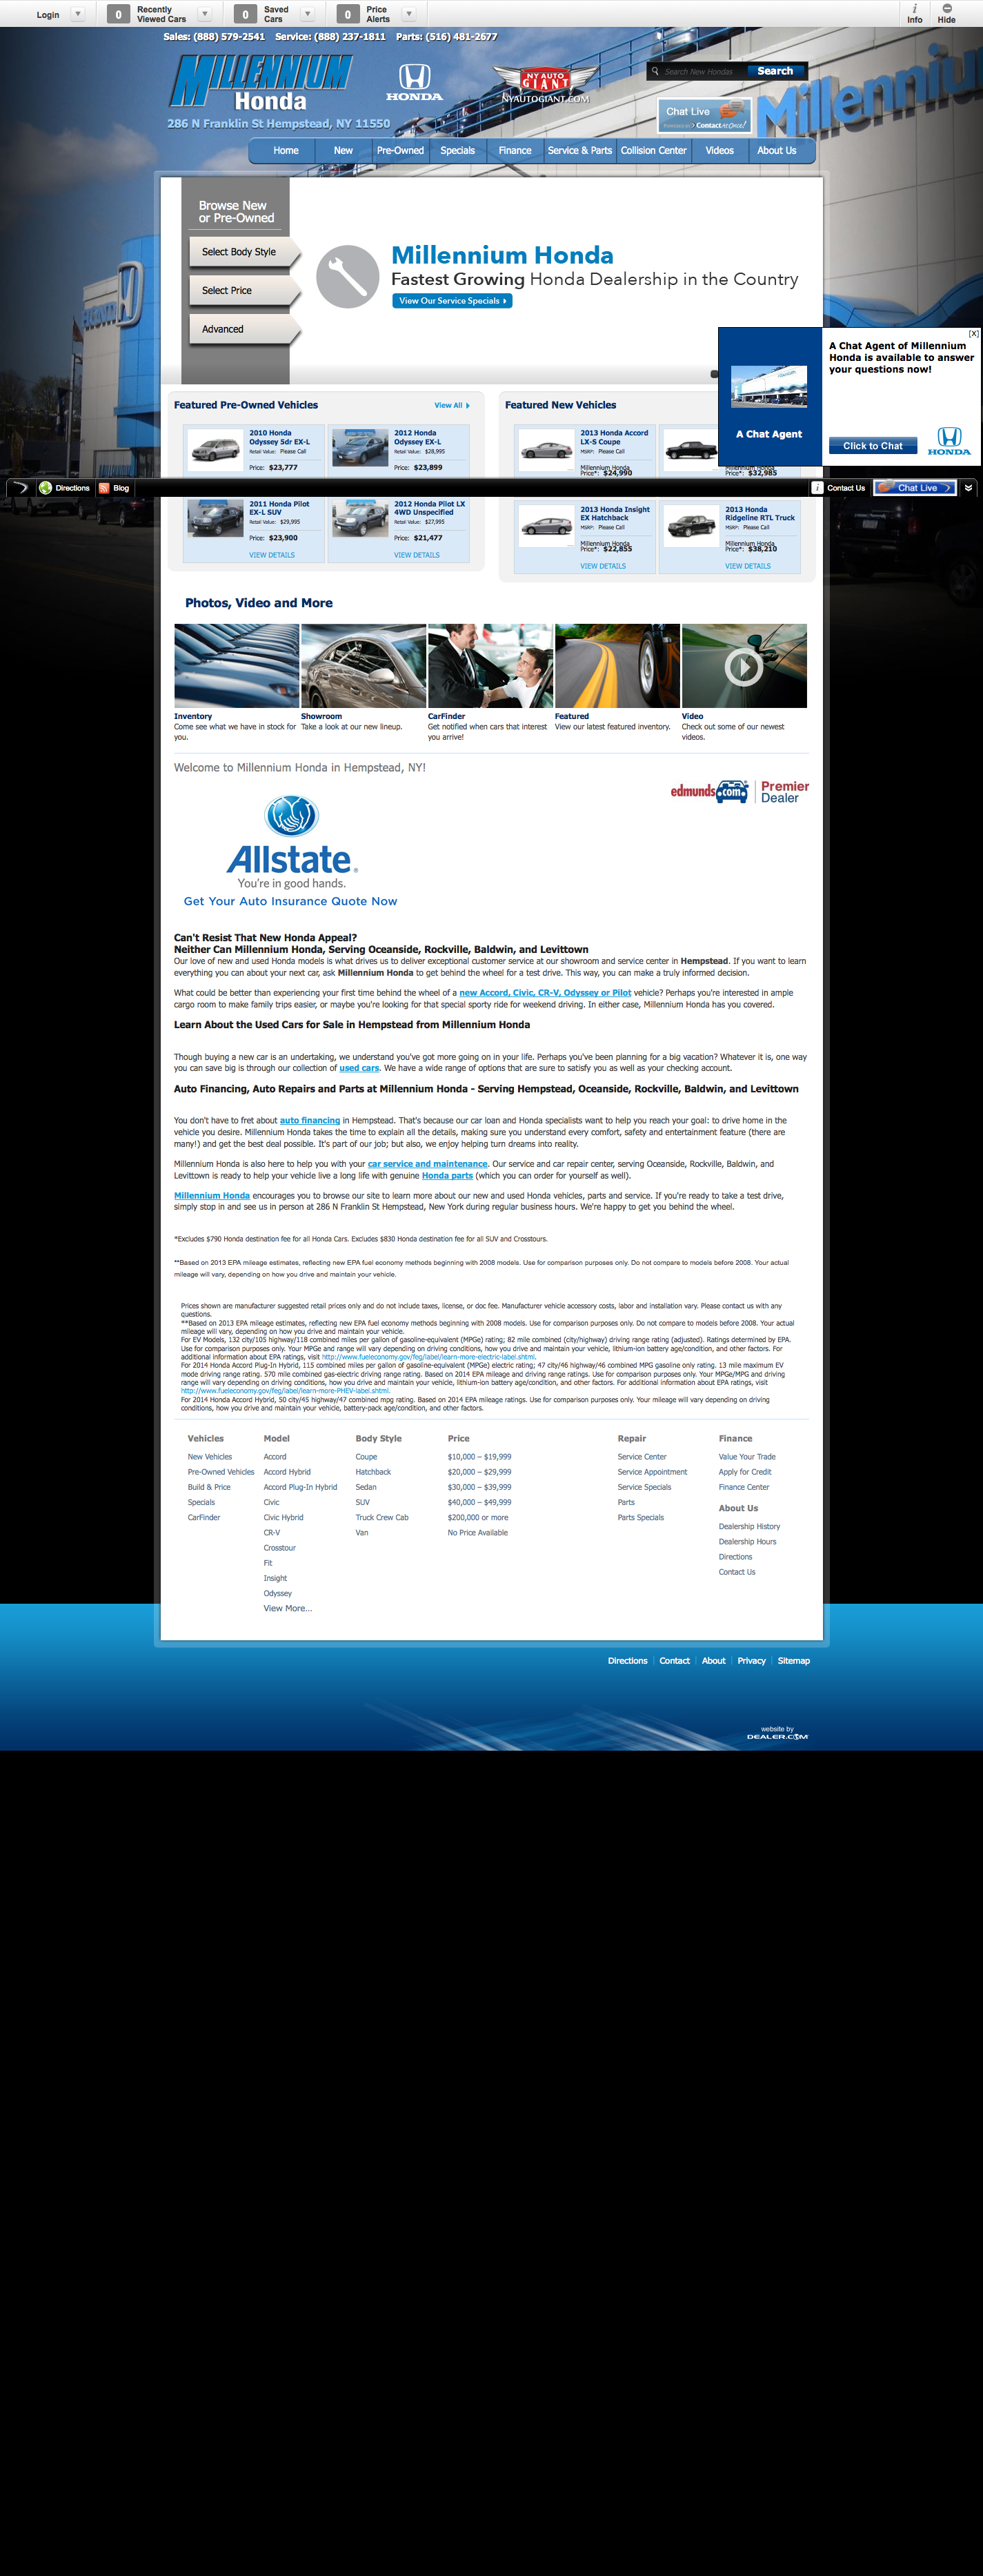 Login
0
Recently
Viewed Cars
0
Saved
Cars
0
Price
Alerts
Info
Hide
Sales: (888) 579-2541 Service: (888) 237-1811 Parts: (516) 481-2677
MILLENNIUM
Honda
286 N Franklin St Hempstead, NY 11550
HONDA
NY AUTO
GIANT
NYAUTOGIANT.COM
Search New Hondas
Search
Chat Live
ContactAtOnce!
Millenniu
Home New Pre-Owned Specials Finance Service & Parts Collision Center Videos About Us
Browse New
or Pre-Owned
Select Body Style
Select Price
Advanced
Millennium Honda
Fastest Growing Honda Dealership in the Country
View Our Service Specials
[X]
A Chat Agent of Millennium
Honda is available to answer
your questions now!
A Chat Agent
Click to Chat
HONDA
Featured Pre-Owned Vehicles
View All
2010 Honda
Odyssey 5dr EX-L
Retail Value: Please Call
Price: $23,777
2012 Honda
Odyssey EX-L
Retail Value: $28,995
Price: $23,899
Featured New Vehicles
2013 Honda Accord
LX-S Coupe
MSRP: Please Call
Millennium Honda
Price*: $24,990
Millennium Honda
Price*: $32,985
Directions
Blog
Contact Us
Chat Live
2011 Honda Pilot
EX-L SUV
Retail Value: $29,995
Price: $23,900
VIEW DETAILS
2012 Honda Pilot LX
4WD Unspecified
Retail Value: $27,995
Price: $21,477
VIEW DETAILS
2013 Honda Insight
EX Hatchback
MSRP: Please Call
Millennium Honda
Price*: $22,855
VIEW DETAILS
2013 Honda
Ridgeline RTL Truck
MSRP: Please Call
Millennium Honda
Price*: $38,210
VIEW DETAILS
Photos, Video and More
Inventory
Come see what we have in stock for
you.
Showroom
Take a look at our new lineup.
CarFinder
Get notified when cars that interest
you arrive!
Featured
View our latest featured inventory.
Video
Check out some of our newest
videos.
Welcome to Millennium Honda in Hempstead, NY!
edmunds.com
Premier
Dealer
Allstate.
You're in good hands.
Get Your Auto Insurance Quote Now
Can't Resist That New Honda Appeal?
Neither Can Millennium Honda, Serving Oceanside, Rockville, Baldwin, and Levittown
Our love of new and used Honda models is what drives us to deliver exceptional customer service at our showroom and service center in Hempstead. If you want to learn
everything you can about your next car, ask Millennium Honda to get behind the wheel for a test drive. This way, you can make a truly informed decision.
What could be better than experiencing your first time behind the wheel of a new Accord, Civic, CR-V, Odyssey or Pilot vehicle? Perhaps you're interested in ample
cargo room to make family trips easier, or maybe you're looking for that special sporty ride for weekend driving. In either case, Millennium Honda has you covered.
Learn About the Used Cars for Sale in Hempstead from Millennium Honda
Though buying a new car is an undertaking, we understand you've got more going on in your life. Perhaps you've been planning for a big vacation? Whatever it is, one way
you can save big is through our collection of used cars. We have a wide range of options that are sure to satisfy you as well as your checking account.
Auto Financing, Auto Repairs and Parts at Millennium Honda - Serving Hempstead, Oceanside, Rockville, Baldwin, and Levittown
You don't have to fret about auto financing in Hempstead. That's because our car loan and Honda specialists want to help you reach your goal: to drive home in the
vehicle you desire. Millennium Honda takes the time to explain all the details, making sure you understand every comfort, safety and entertainment feature (there are
many!) and get the best deal possible. It's part of our job; but also, we enjoy helping turn dreams into reality.
Millennium Honda is also here to help you with your car service and maintenance. Our service and car repair center, serving Oceanside, Rockville, Baldwin, and
Levittown is ready to help your vehicle live a long life with genuine Honda parts (which you can order for yourself as well).
Millennium Honda encourages you to browse our site to learn more about our new and used Honda vehicles, parts and service. If you're ready to take a test drive,
simply stop in and see us in person at 286 N Franklin St Hempstead, New York during regular business hours. We're happy to get you behind the wheel.
*Excludes $790 Honda destination fee for all Honda Cars. Excludes $830 Honda destination fee for all SUV and Crosstours.
**Based on 2013 EPA mileage estimates, reflecting new EPA fuel economy methods beginning with 2008 models. Use for comparison purposes only. Do not compare to models before 2008. Your actual
mileage will vary, depending on how you drive and maintain your vehicle.
Prices shown are manufacturer suggested retail prices only and do not include taxes, license, or doc fee. Manufacturer vehicle accessory costs, labor and installation vary. Please contact us with any
questions.
**Based on 2013 EPA mileage estimates, reflecting new EPA fuel economy methods beginning with 2008 models. Use for comparison purposes only. Do not compare to models before 2008. Your actual
mileage will vary, depending on how you drive and maintain your vehicle.
For EV Models, 132 city/105 highway/118 combined miles per gallon of gasoline-equivalent (MPGe) rating; 82 mile combined (city/highway) driving range rating (adjusted). Ratings determined by EPA.
Use for comparison purposes only. Your MPGe and range will vary depending on driving conditions, how you drive and maintain your vehicle, lithium-ion battery age/condition, and other factors. For
additional information about EPA ratings, visit http://www.fueleconomy.gov/feg/label/learn-more-electric-label.shtml.
For 2014 Honda Accord Plug-In Hybrid, 115 combined miles per gallon of gasoline-equivalent (MPGe) electric rating; 47 city/46 highway/46 combined MPG gasoline only rating. 13 mile maximum EV
mode driving range rating. 570 mile combined gas-electric driving range rating. Based on 2014 EPA mileage and driving range ratings. Use for comparison purposes only. Your MPGe/MPG and driving
range will vary depending on driving conditions, how you drive and maintain your vehicle, lithium-ion battery age/condition, and other factors. For additional information about EPA ratings, visit
http://www.fueleconomy.gov/feg/label/learn-more-PHEV-label.shtml.
For 2014 Honda Accord Hybrid, 50 city/45 highway/47 combined mpg rating. Based on 2014 EPA mileage ratings. Use for comparison purposes only. Your mileage will vary depending on driving
conditions, how you drive and maintain your vehicle, battery-pack age/condition, and other factors.
Vehicles
New Vehicles
Pre-Owned Vehicles
Build & Price
Specials
CarFinder
Model
Accord
Accord Hybrid
Accord Plug-In Hybrid
Civic
Civic Hybrid
CR-V
Crosstour
Fit
Insight
Odyssey
View More...
Body Style
Coupe
Hatchback
Sedan
SUV
Truck Crew Cab
Van
Price
$10,000 – $19,999
$20,000 – $29,999
$30,000 – $39,999
$40,000 – $49,999
$200,000 or more
No Price Available
Repair
Service Center
Service Appointment
Service Specials
Parts
Parts Specials
Finance
Value Your Trade
Apply for Credit
Finance Center
About Us
Dealership History
Dealership Hours
Directions
Contact Us
Directions Contact About Privacy Sitemap
website by
DEALER.COM